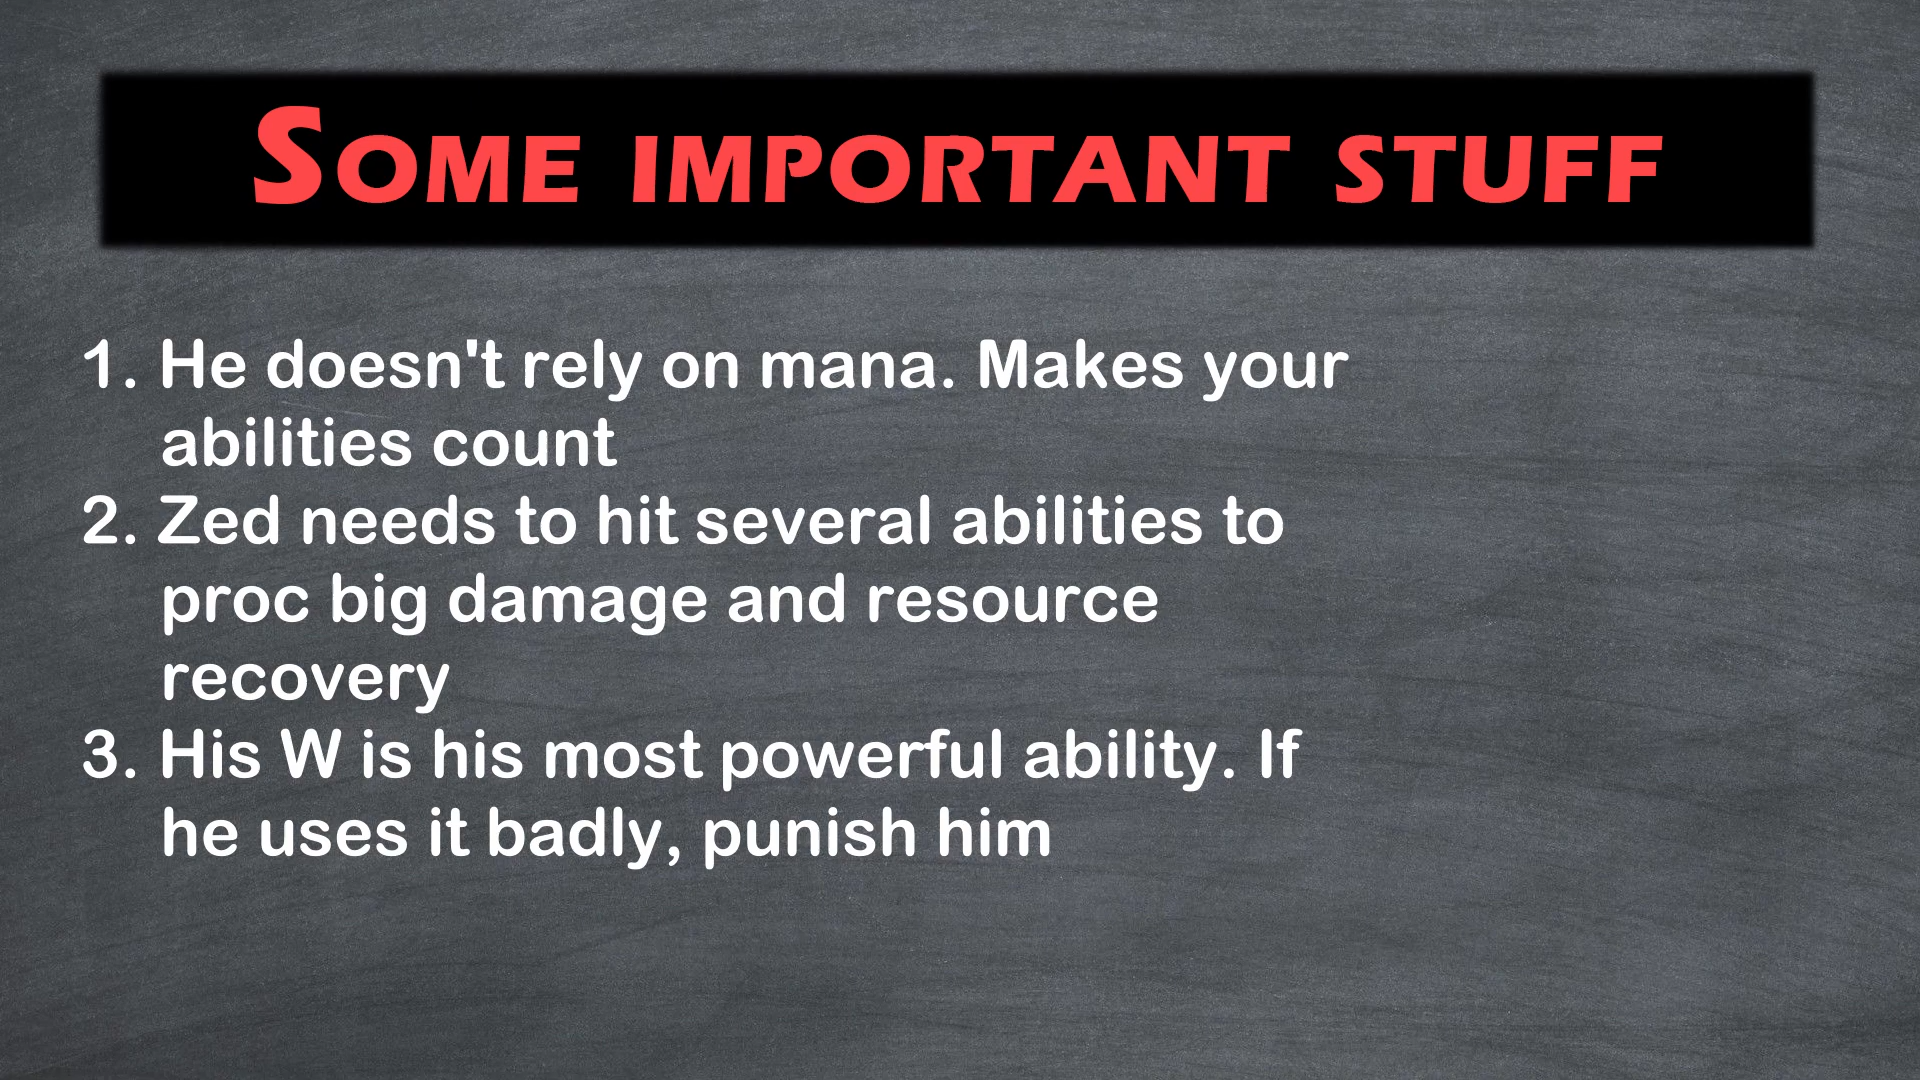 Some important stuff
1. He doesn't rely on mana. Makes your
abilities count
2. Zed needs to hit several abilities to
proc big damage and resource
recovery
3. His W is his most powerful ability. If
he uses it badly, punish him